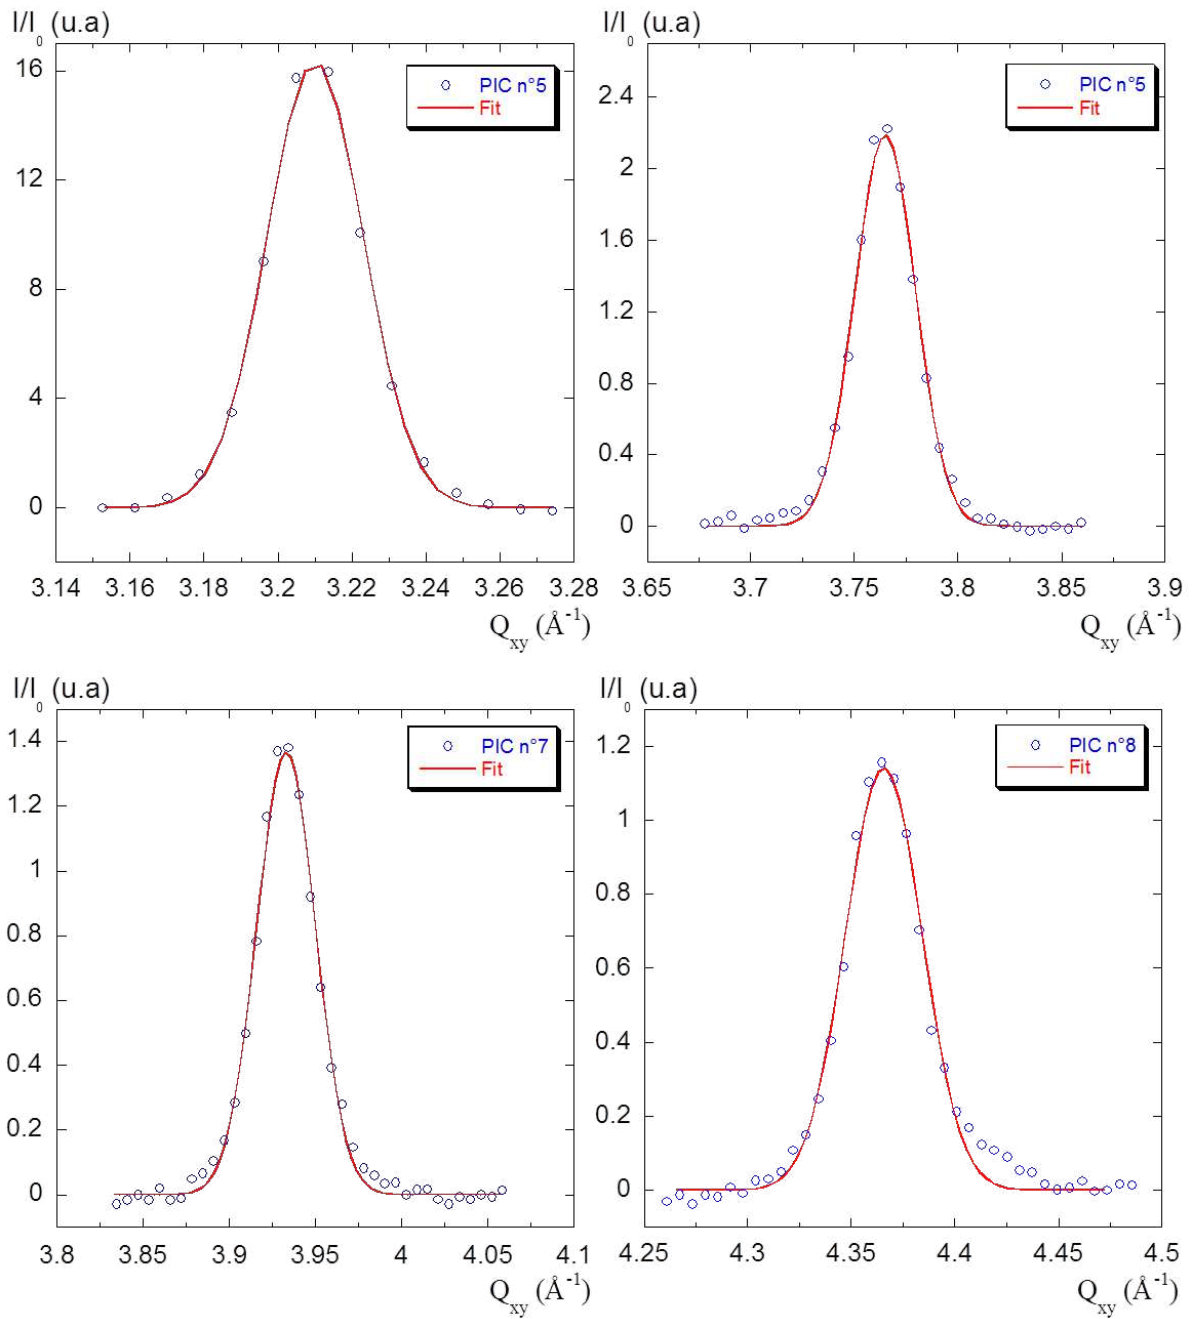 I/I₀ (u.a)
16
12
8
4
0
PIC n°5
Fit
3.14 3.18 3.2 3.22 3.24 3.26 3.28
Q_xy (Å⁻¹)
I/I₀ (u.a)
2.4
2
1.6
1.2
0.8
0.4
0
PIC n°5
Fit
3.65 3.7 3.75 3.8 3.85 3.9
Q_xy (Å⁻¹)
I/I₀ (u.a)
1.4
1.2
1
0.8
0.6
0.4
0.2
0
PIC n°7
Fit
3.8 3.85 3.9 3.95 4 4.05 4.1
Q_xy (Å⁻¹)
I/I₀ (u.a)
1.2
1
0.8
0.6
0.4
0.2
0
PIC n°8
Fit
4.25 4.3 4.35 4.4 4.45 4.5
Q_xy (Å⁻¹)